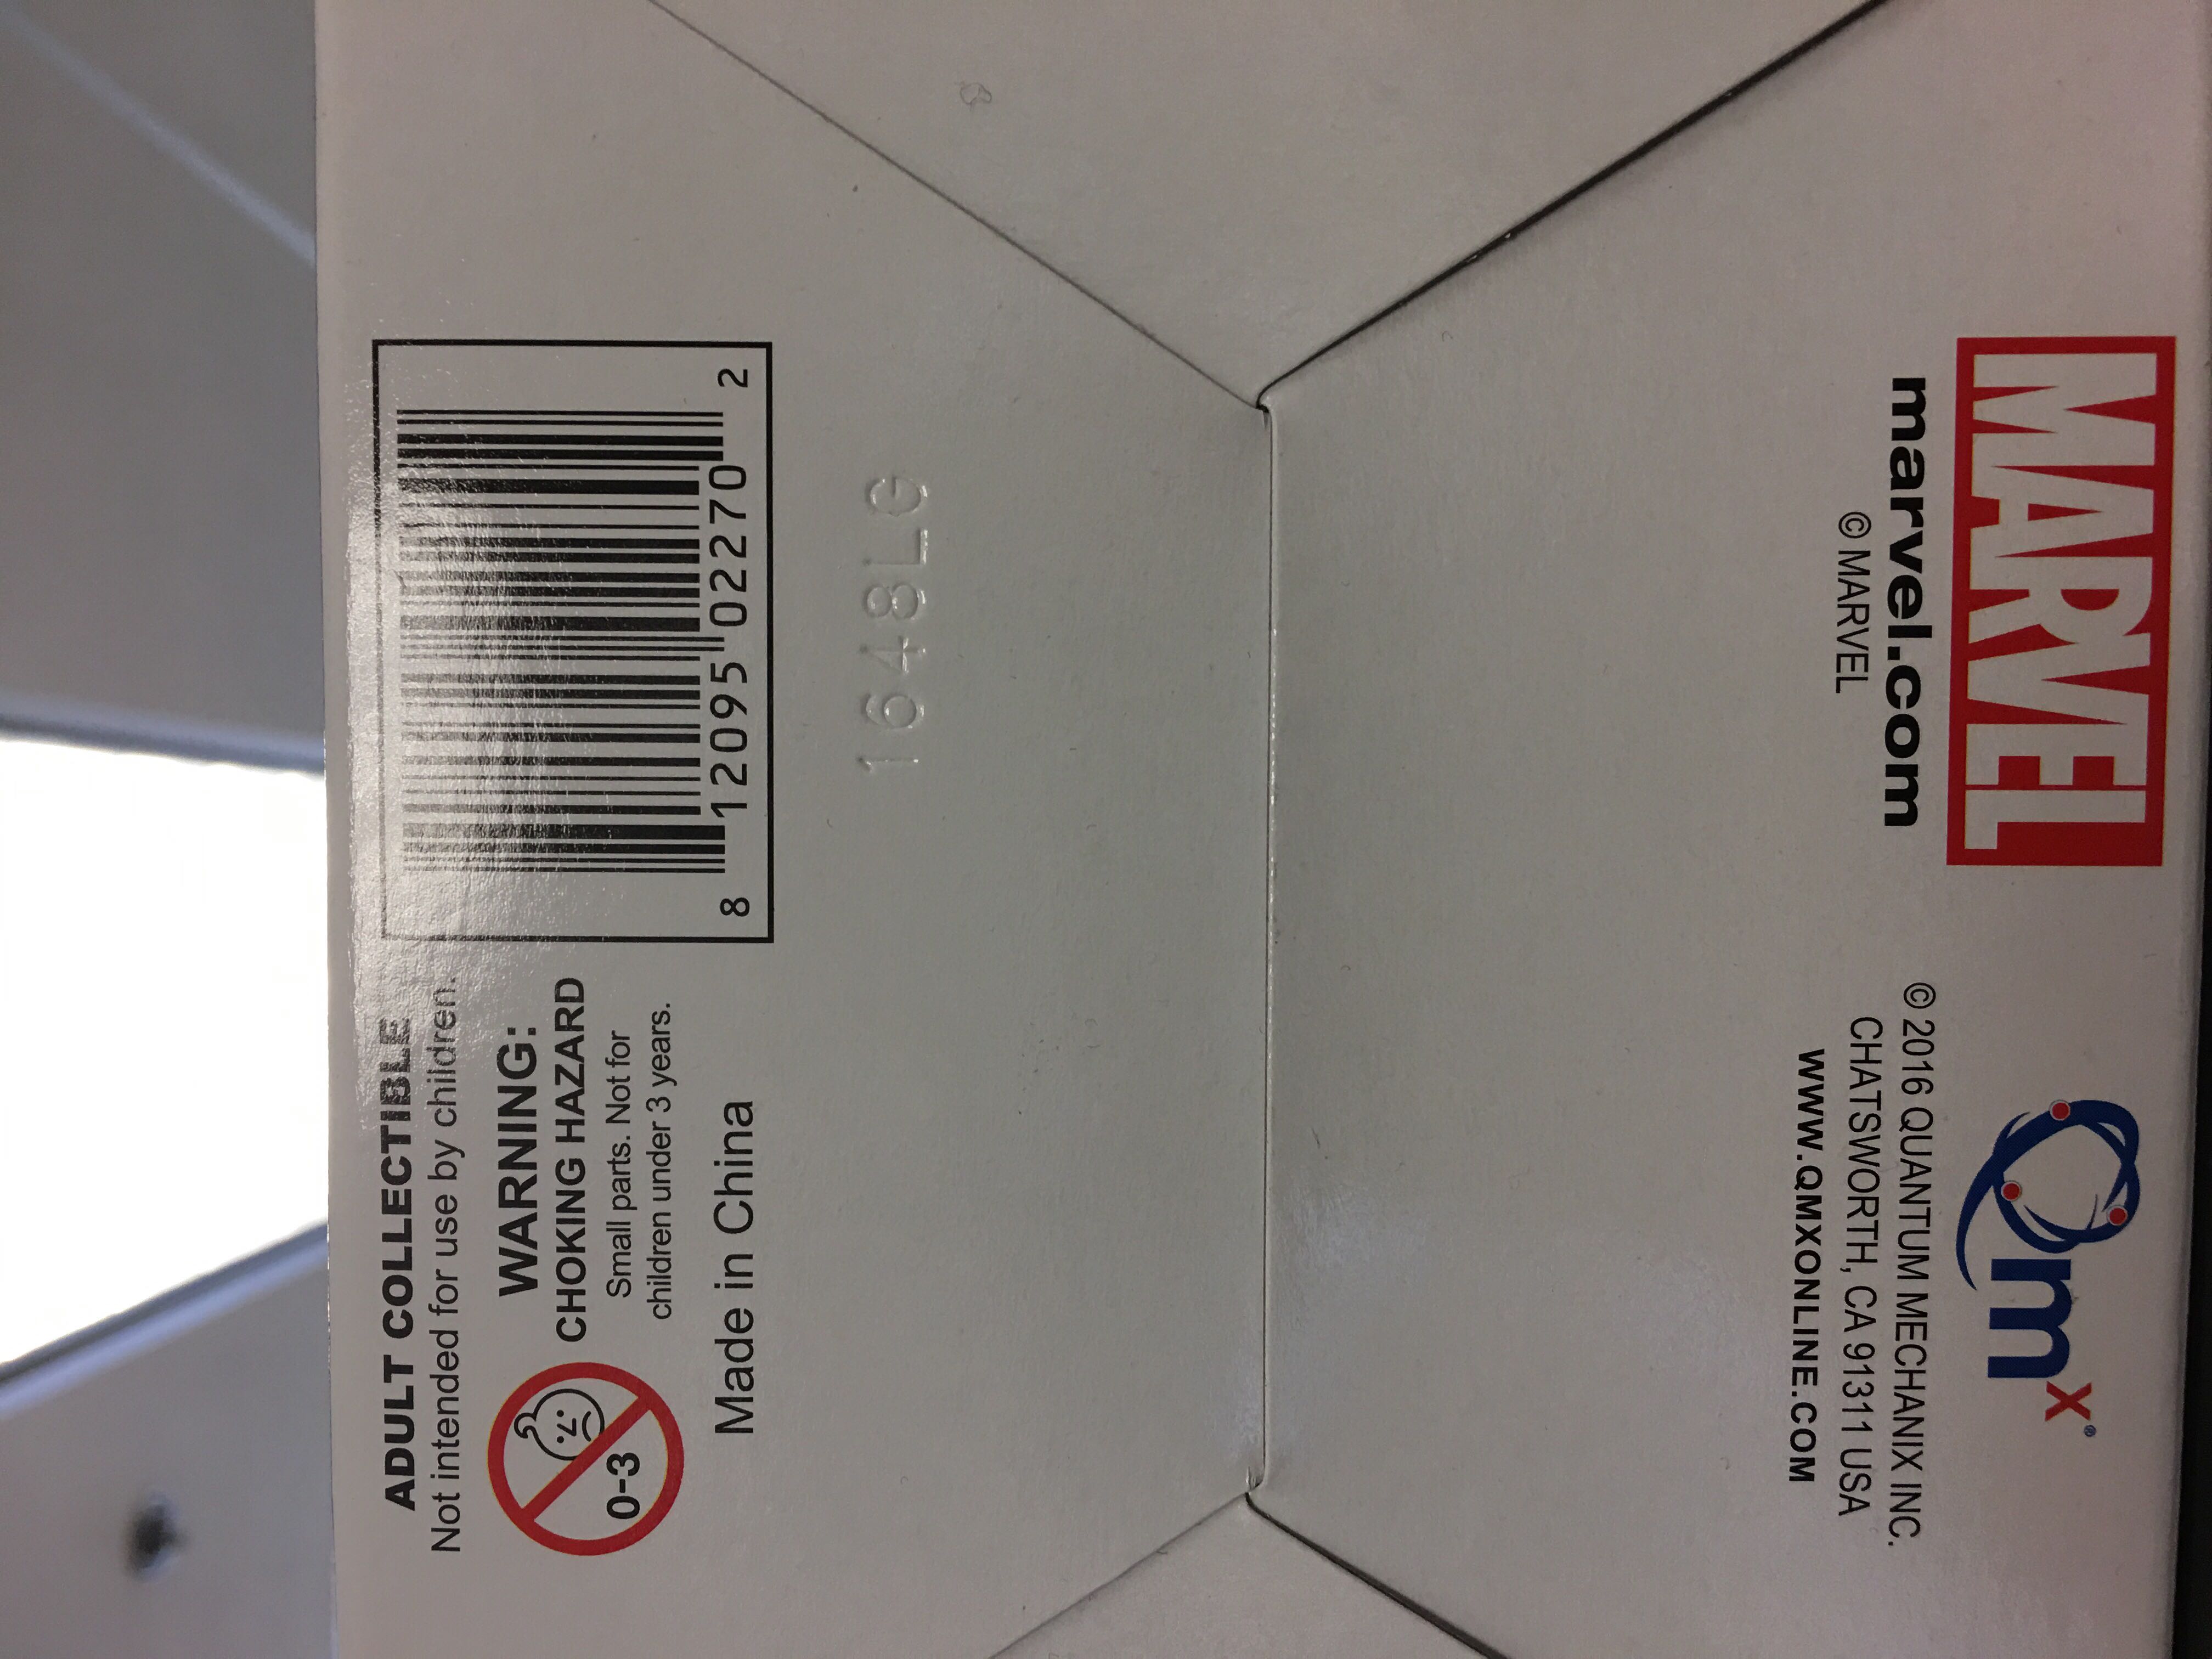 ADULT COLLECTIBLE
Not intended for use by children.
WARNING:
CHOKING HAZARD
Small parts. Not for
children under 3 years.
0-3
Made in China
8 12095 02270 2
1648LG
MARVEL
marvel.com
© MARVEL
Qmx®
© 2016 QUANTUM MECHANIX INC.
CHATSWORTH, CA 91311 USA
WWW.QMXONLINE.COM